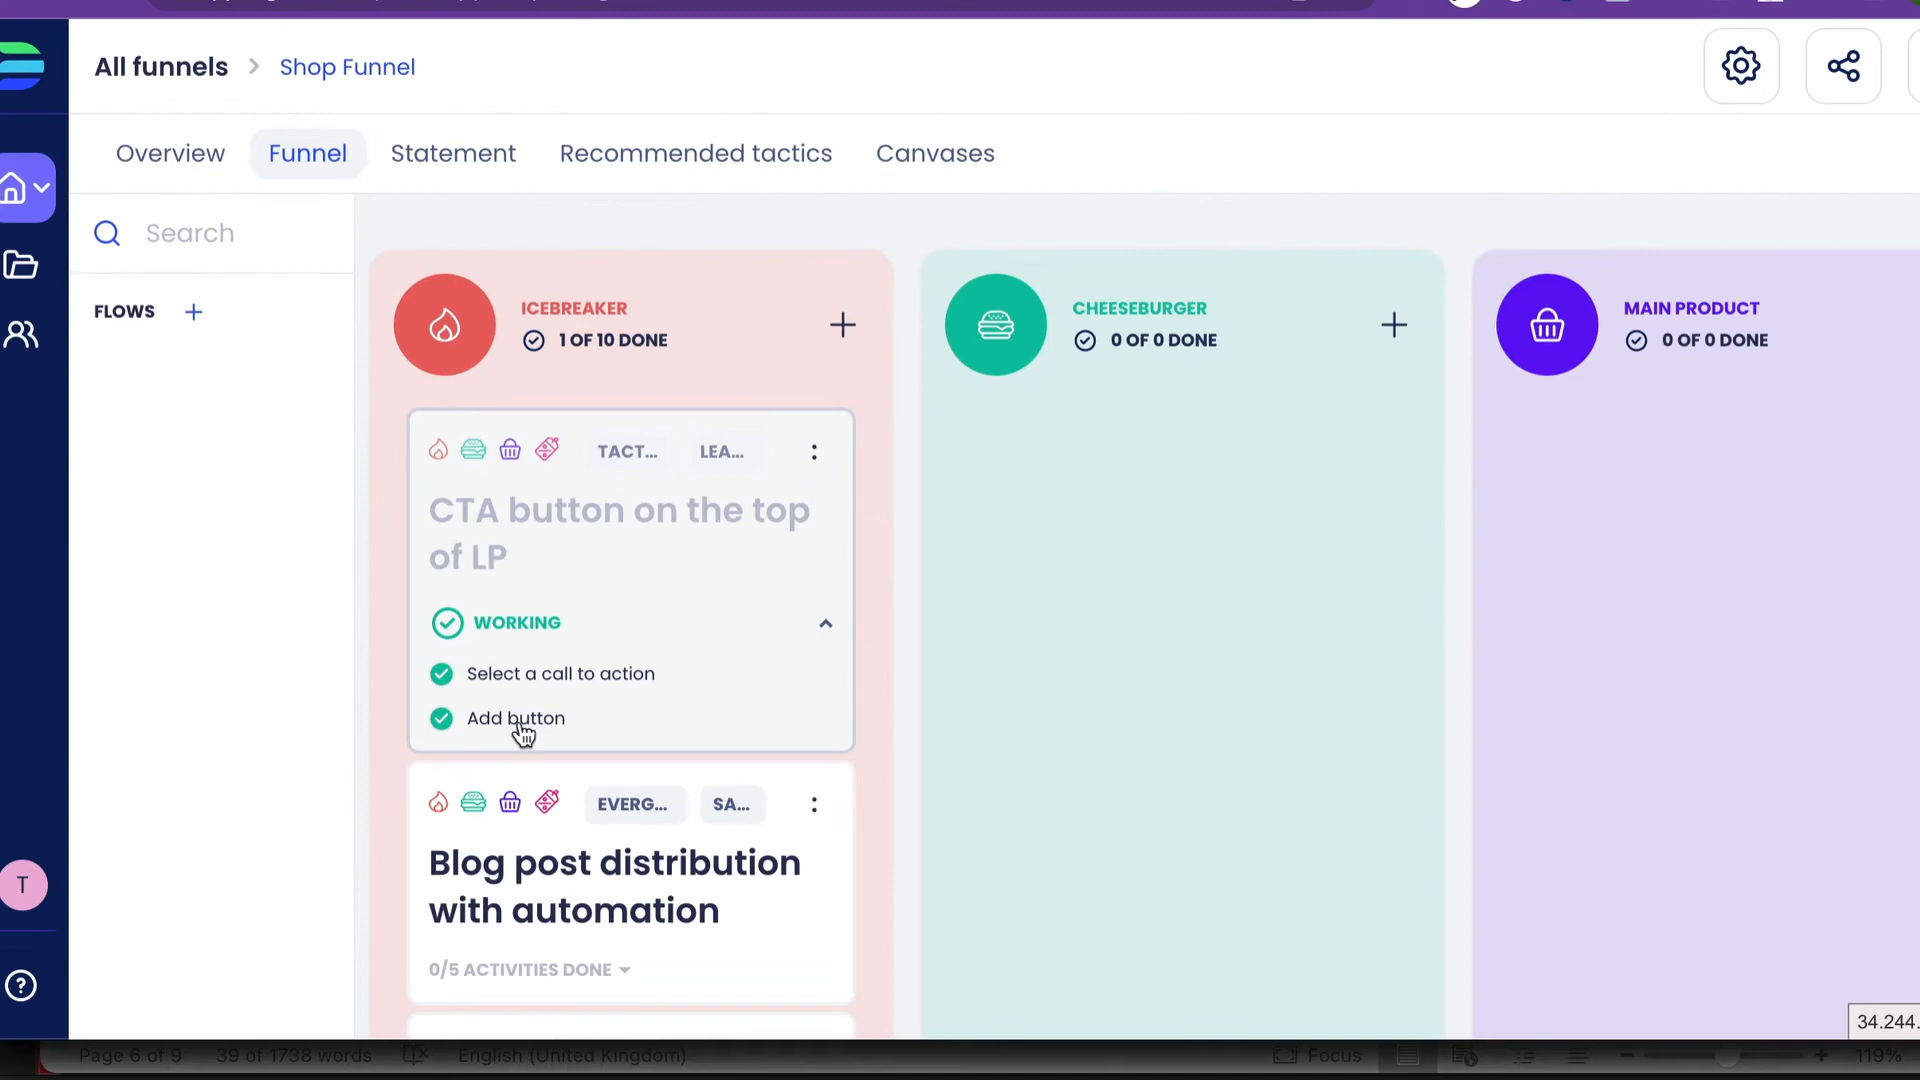 All funnels > Shop Funnel
Overview Funnel Statement Recommended tactics Canvases
Search
FLOWS +
ICEBREAKER
1 OF 10 DONE
CHEESEBURGER
0 OF 0 DONE
MAIN PRODUCT
0 OF 0 DONE
TACT... LEA...
CTA button on the top
of LP
WORKING
Select a call to action
Add button
EVERG... SA...
Blog post distribution
with automation
0/5 ACTIVITIES DONE
T
?
34.244.
Page 6 of 9 39 of 1738 words English (United Kingdom) Focus 119%